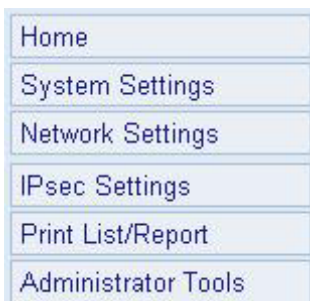 Home
System Settings
Network Settings
IPsec Settings
Print List/Report
Administrator Tools